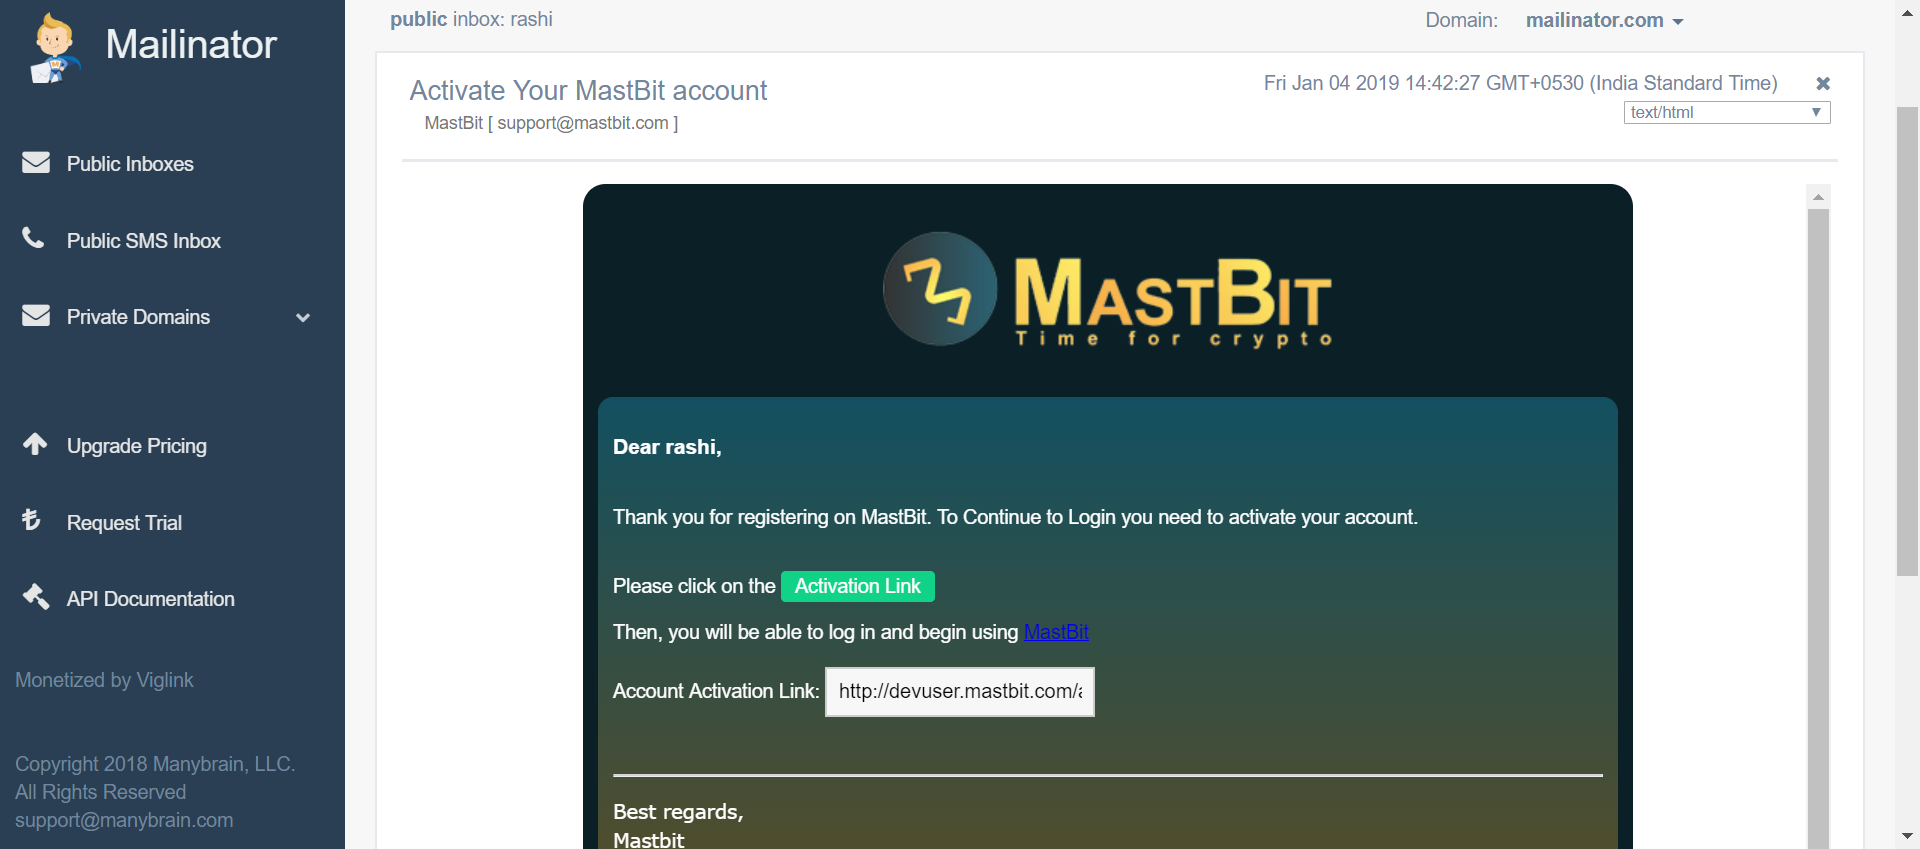 Mailinator
Public Inboxes
Public SMS Inbox
Private Domains
Upgrade Pricing
Request Trial
API Documentation
Monetized by Viglink
Copyright 2018 Manybrain, LLC.
All Rights Reserved
support@manybrain.com
public inbox: rashi
Domain: mailinator.com
Activate Your MastBit account
MastBit [ support@mastbit.com ]
Fri Jan 04 2019 14:42:27 GMT+0530 (India Standard Time)
text/html
MASTBIT
Time for crypto
Dear rashi,
Thank you for registering on MastBit. To Continue to Login you need to activate your account.
Please click on the Activation Link
Then, you will be able to log in and begin using MastBit
Account Activation Link: http://devuser.mastbit.com/a
Best regards,
Mastbit